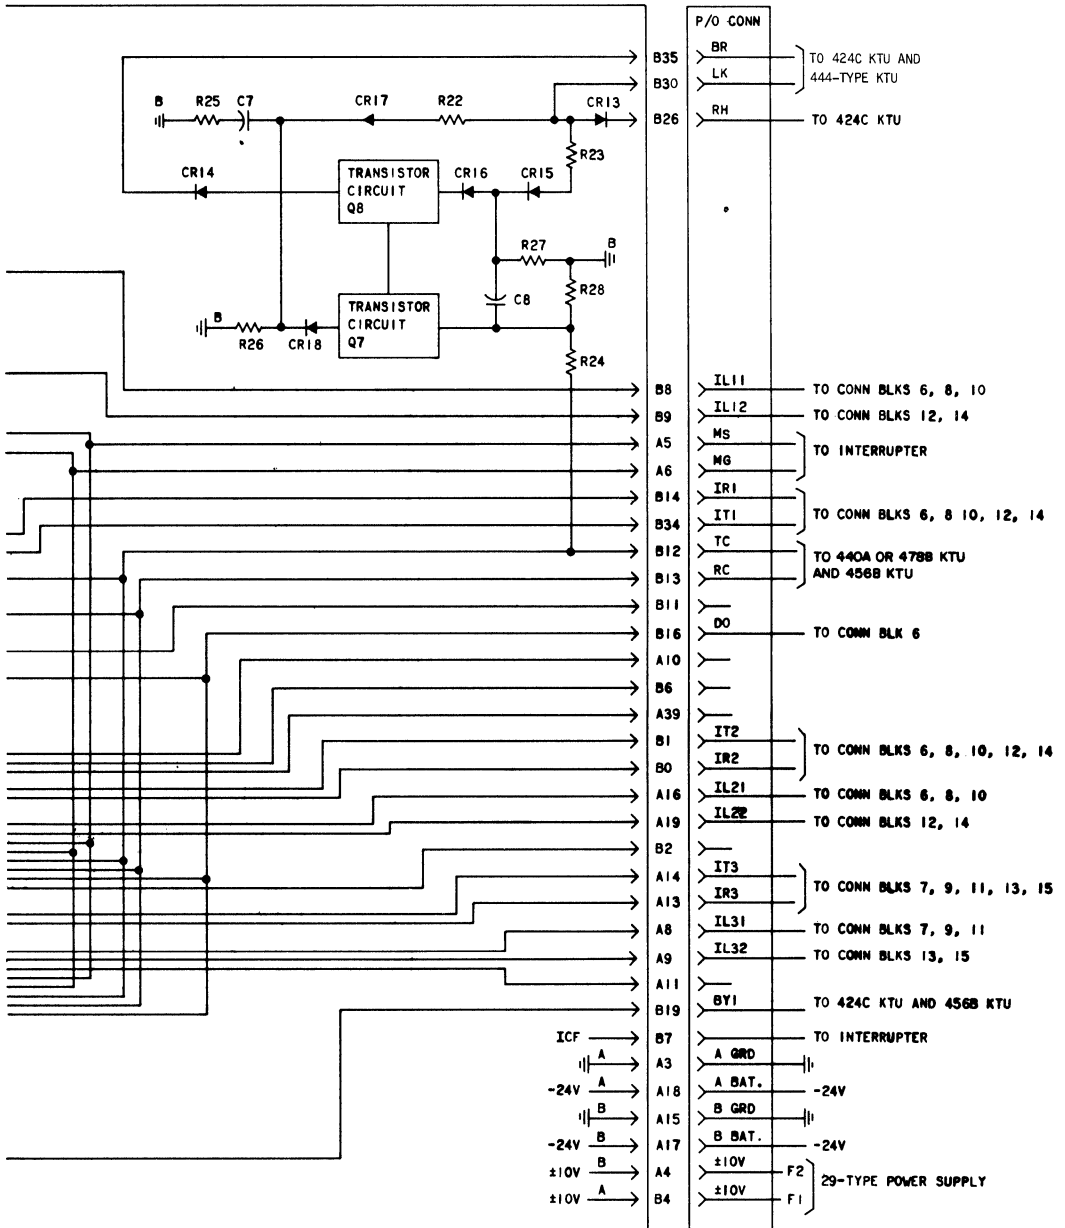 P/O CONN
B35 BR
TO 424C KTU AND
B30 LK
444-TYPE KTU
B R25 C7 CR17 R22 CR13 B26 RH TO 424C KTU
R23
CR14 TRANSISTOR CR16 CR15
CIRCUIT
Q8
R27 B
R28
C8
TRANSISTOR
B CIRCUIT
R26 CR18 Q7
R24
B8 IL11 TO CONN BLKS 6, 8, 10
B9 IL12 TO CONN BLKS 12, 14
A5 MS
TO INTERRUPTER
A6 MG
B14 IR1
TO CONN BLKS 6, 8 10, 12, 14
B34 IT1
B12 TC
TO 440A OR 478B KTU
AND 456B KTU
B13 RC
B11
B16 DO TO CONN BLK 6
A10
B6
A39
B1 IT2
TO CONN BLKS 6, 8, 10, 12, 14
B0 IR2
A16 IL21 TO CONN BLKS 6, 8, 10
A19 IL22 TO CONN BLKS 12, 14
B2
A14 IT3
TO CONN BLKS 7, 9, 11, 13, 15
A13 IR3
A8 IL31 TO CONN BLKS 7, 9, 11
A9 IL32 TO CONN BLKS 13, 15
A11
B19 BY1 TO 424C KTU AND 456B KTU
ICF B7 TO INTERRUPTER
A A3 A GRD
-24V A A18 A BAT. -24V
B A15 B GRD
-24V B A17 B BAT. -24V
±10V B A4 ±10V F2
29-TYPE POWER SUPPLY
±10V A B4 ±10V F1